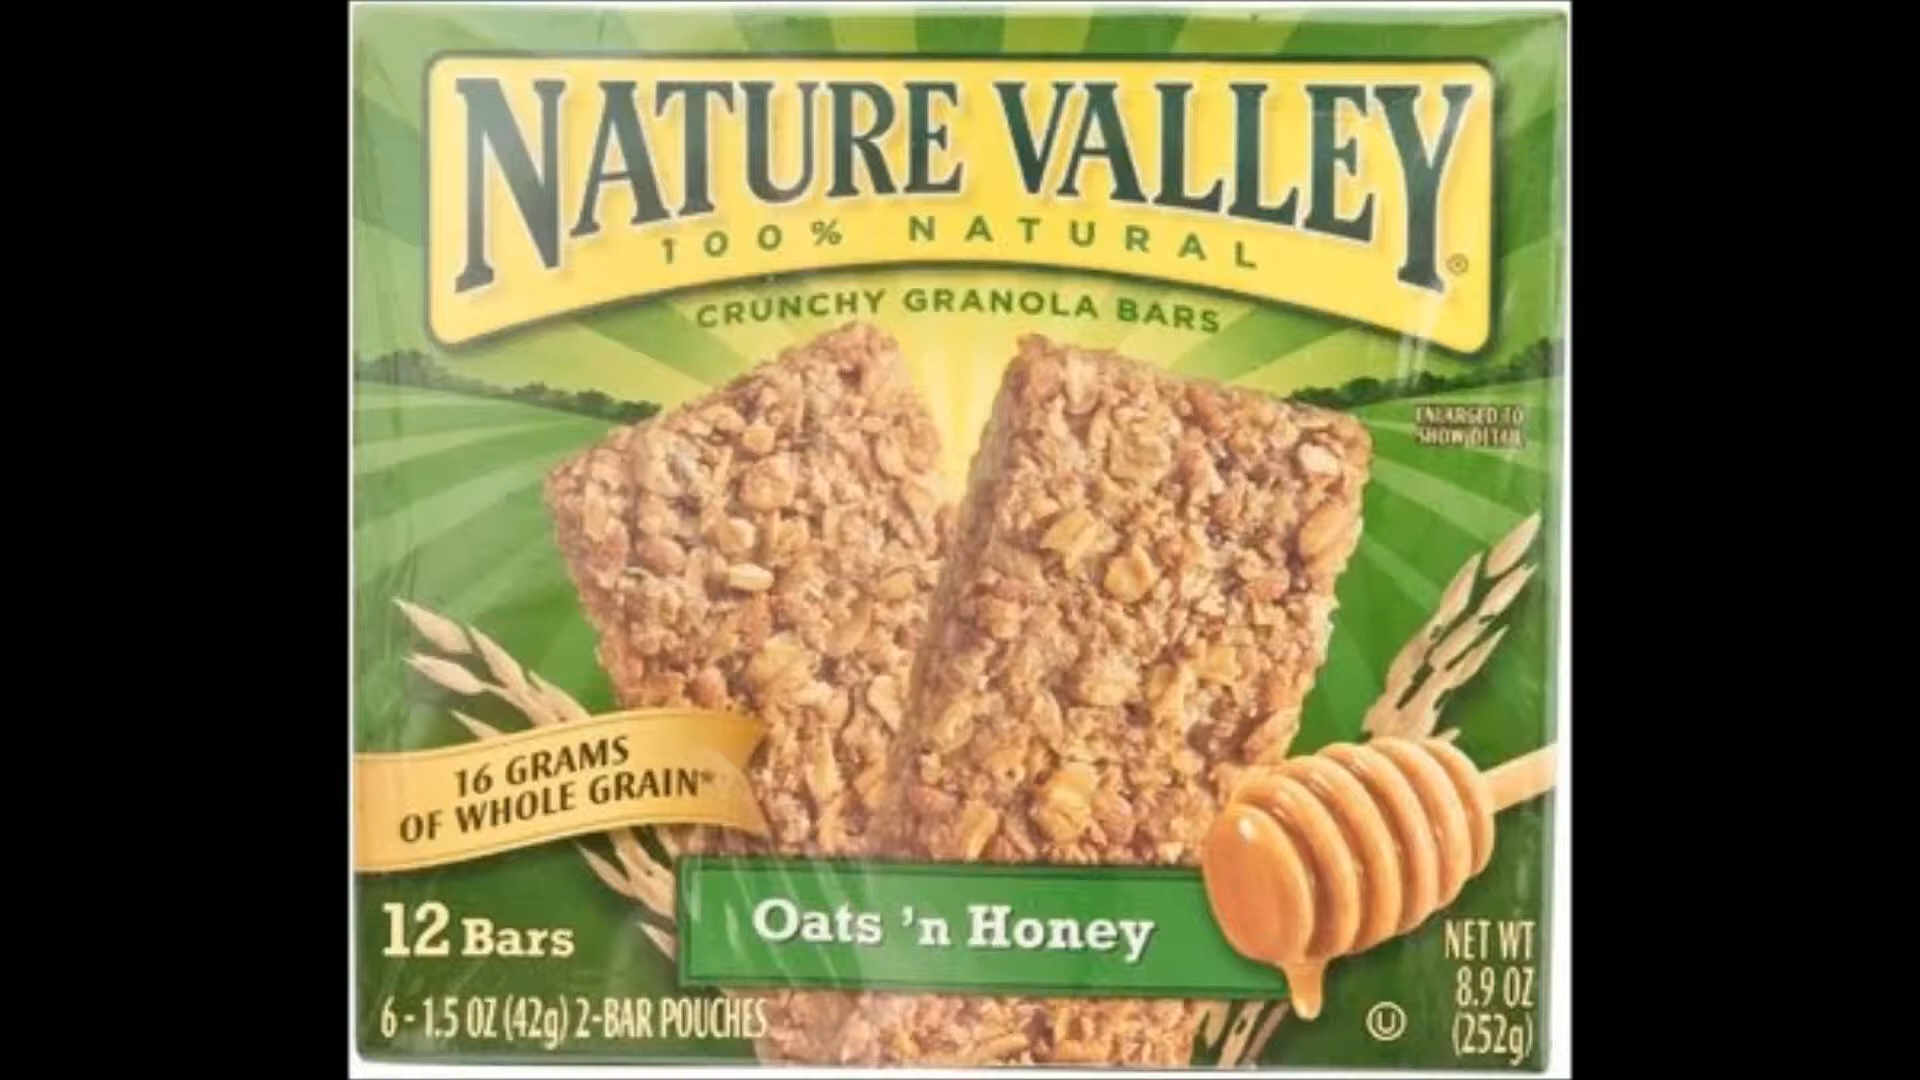 NATURE VALLEY®
100% NATURAL
CRUNCHY GRANOLA BARS
ENLARGED TO
SHOW DETAIL
16 GRAMS
OF WHOLE GRAIN*
Oats 'n Honey
12 Bars
6 - 1.5 OZ (42g) 2-BAR POUCHES
U
NET WT
8.9 OZ
(252g)